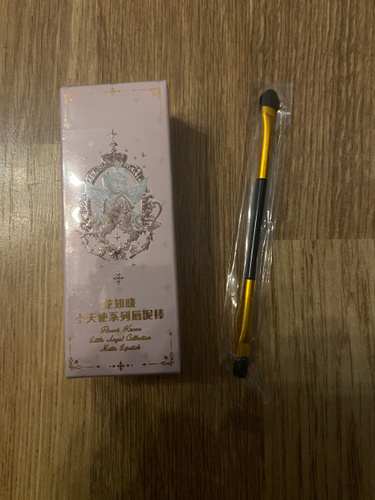 花知晓
小天使系列唇泥棒
Flower Knows
Little Angel Collection
Matte Lipstick